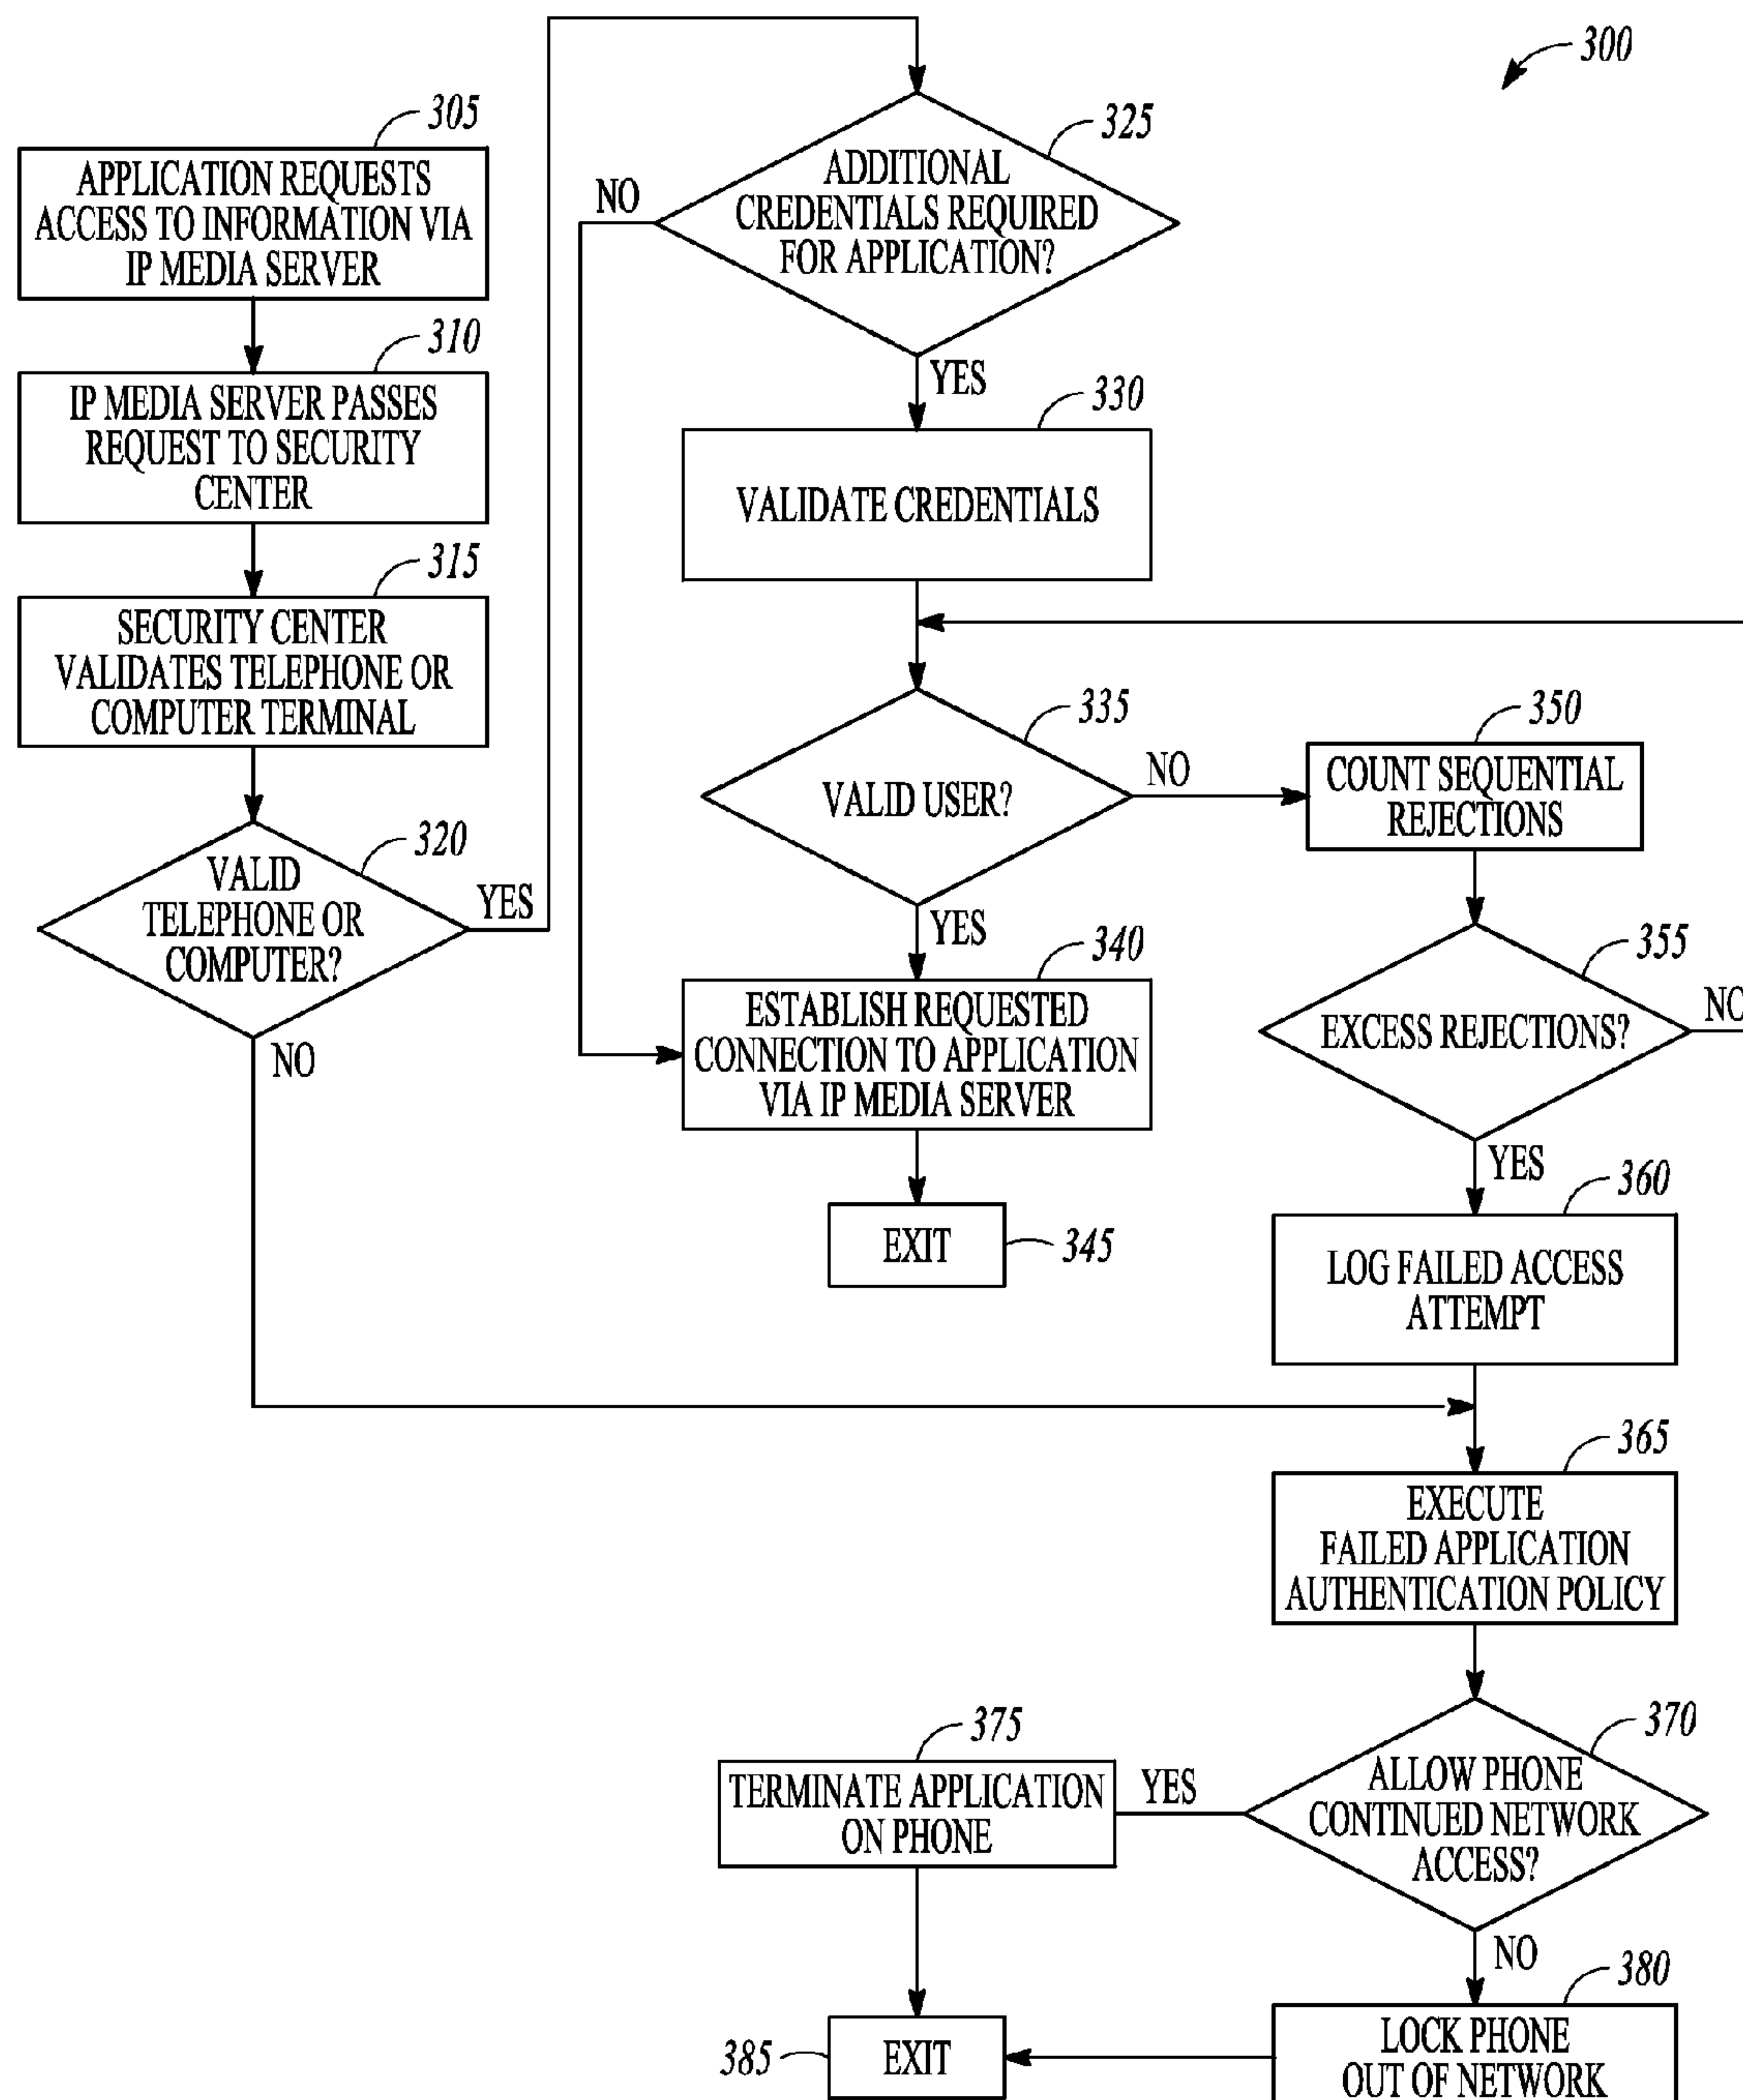 300
305
APPLICATION REQUESTS
ACCESS TO INFORMATION VIA
IP MEDIA SERVER
310
IP MEDIA SERVER PASSES
REQUEST TO SECURITY
CENTER
315
SECURITY CENTER
VALIDATES TELEPHONE OR
COMPUTER TERMINAL
320
VALID
TELEPHONE OR
COMPUTER?
YES
NO
325
ADDITIONAL
CREDENTIALS REQUIRED
FOR APPLICATION?
NO
YES
330
VALIDATE CREDENTIALS
335
VALID USER?
NO
YES
340
ESTABLISH REQUESTED
CONNECTION TO APPLICATION
VIA IP MEDIA SERVER
EXIT
345
350
COUNT SEQUENTIAL
REJECTIONS
355
EXCESS REJECTIONS?
NO
YES
360
LOG FAILED ACCESS
ATTEMPT
365
EXECUTE
FAILED APPLICATION
AUTHENTICATION POLICY
370
ALLOW PHONE
CONTINUED NETWORK
ACCESS?
YES
NO
375
TERMINATE APPLICATION
ON PHONE
380
LOCK PHONE
OUT OF NETWORK
385
EXIT